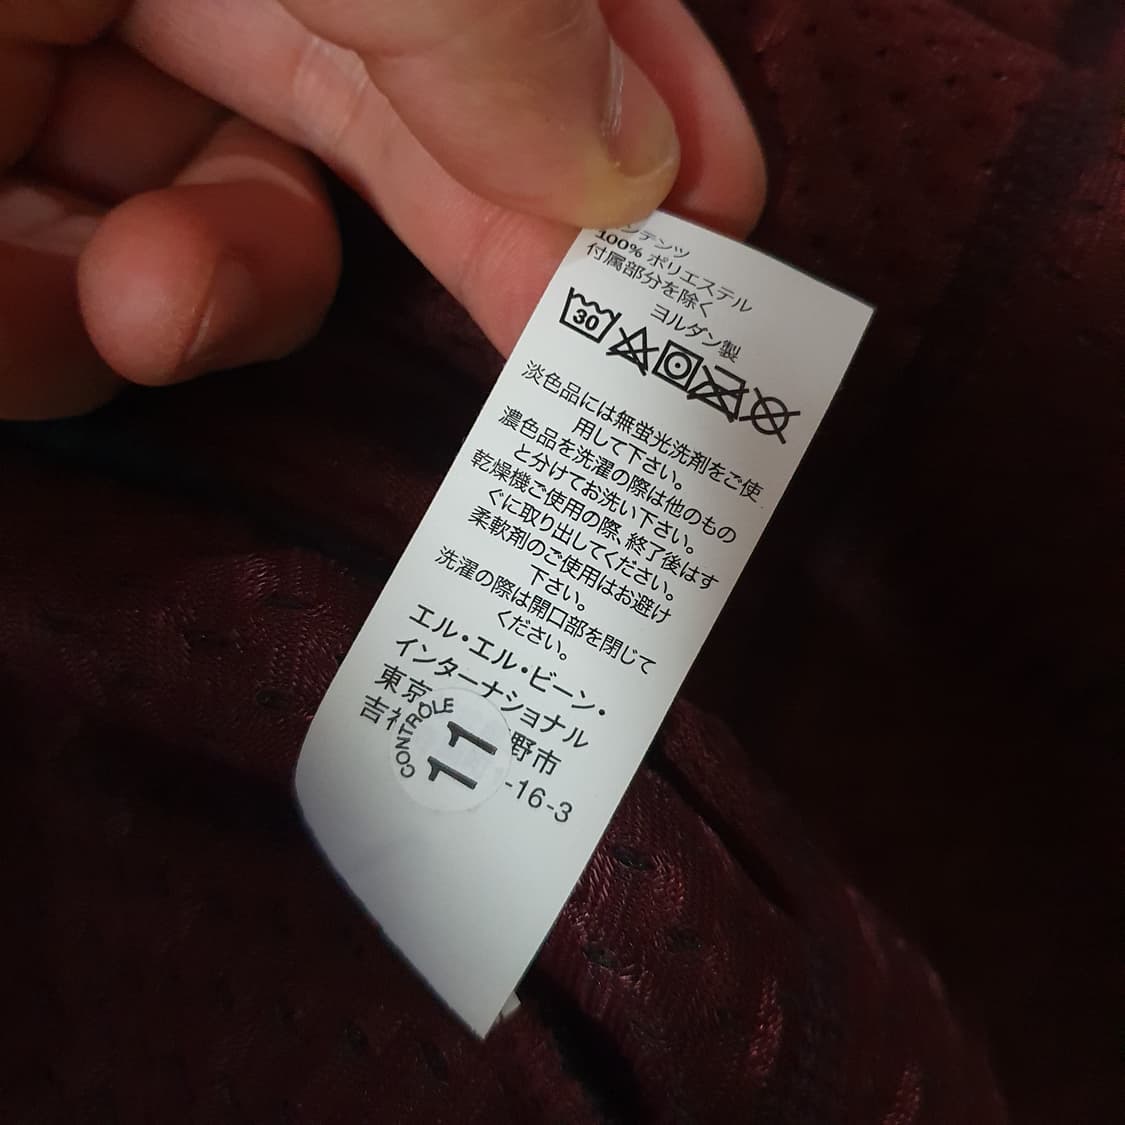 ンテンツ
100% ポリエステル
付属部分を除く
ヨルダン製
30
淡色品には無蛍光洗剤をご使
用して下さい。
濃色品を洗濯の際は他のもの
と分けてお洗い下さい。
乾燥機ご使用の際、終了後はす
ぐに取り出してください。
柔軟剤のご使用はお避け
下さい。
洗濯の際は開口部を閉じて
ください。
エル・エル・ビーン・
インターナショナル
東京 野市
吉 -16-3
CONTROLE
11